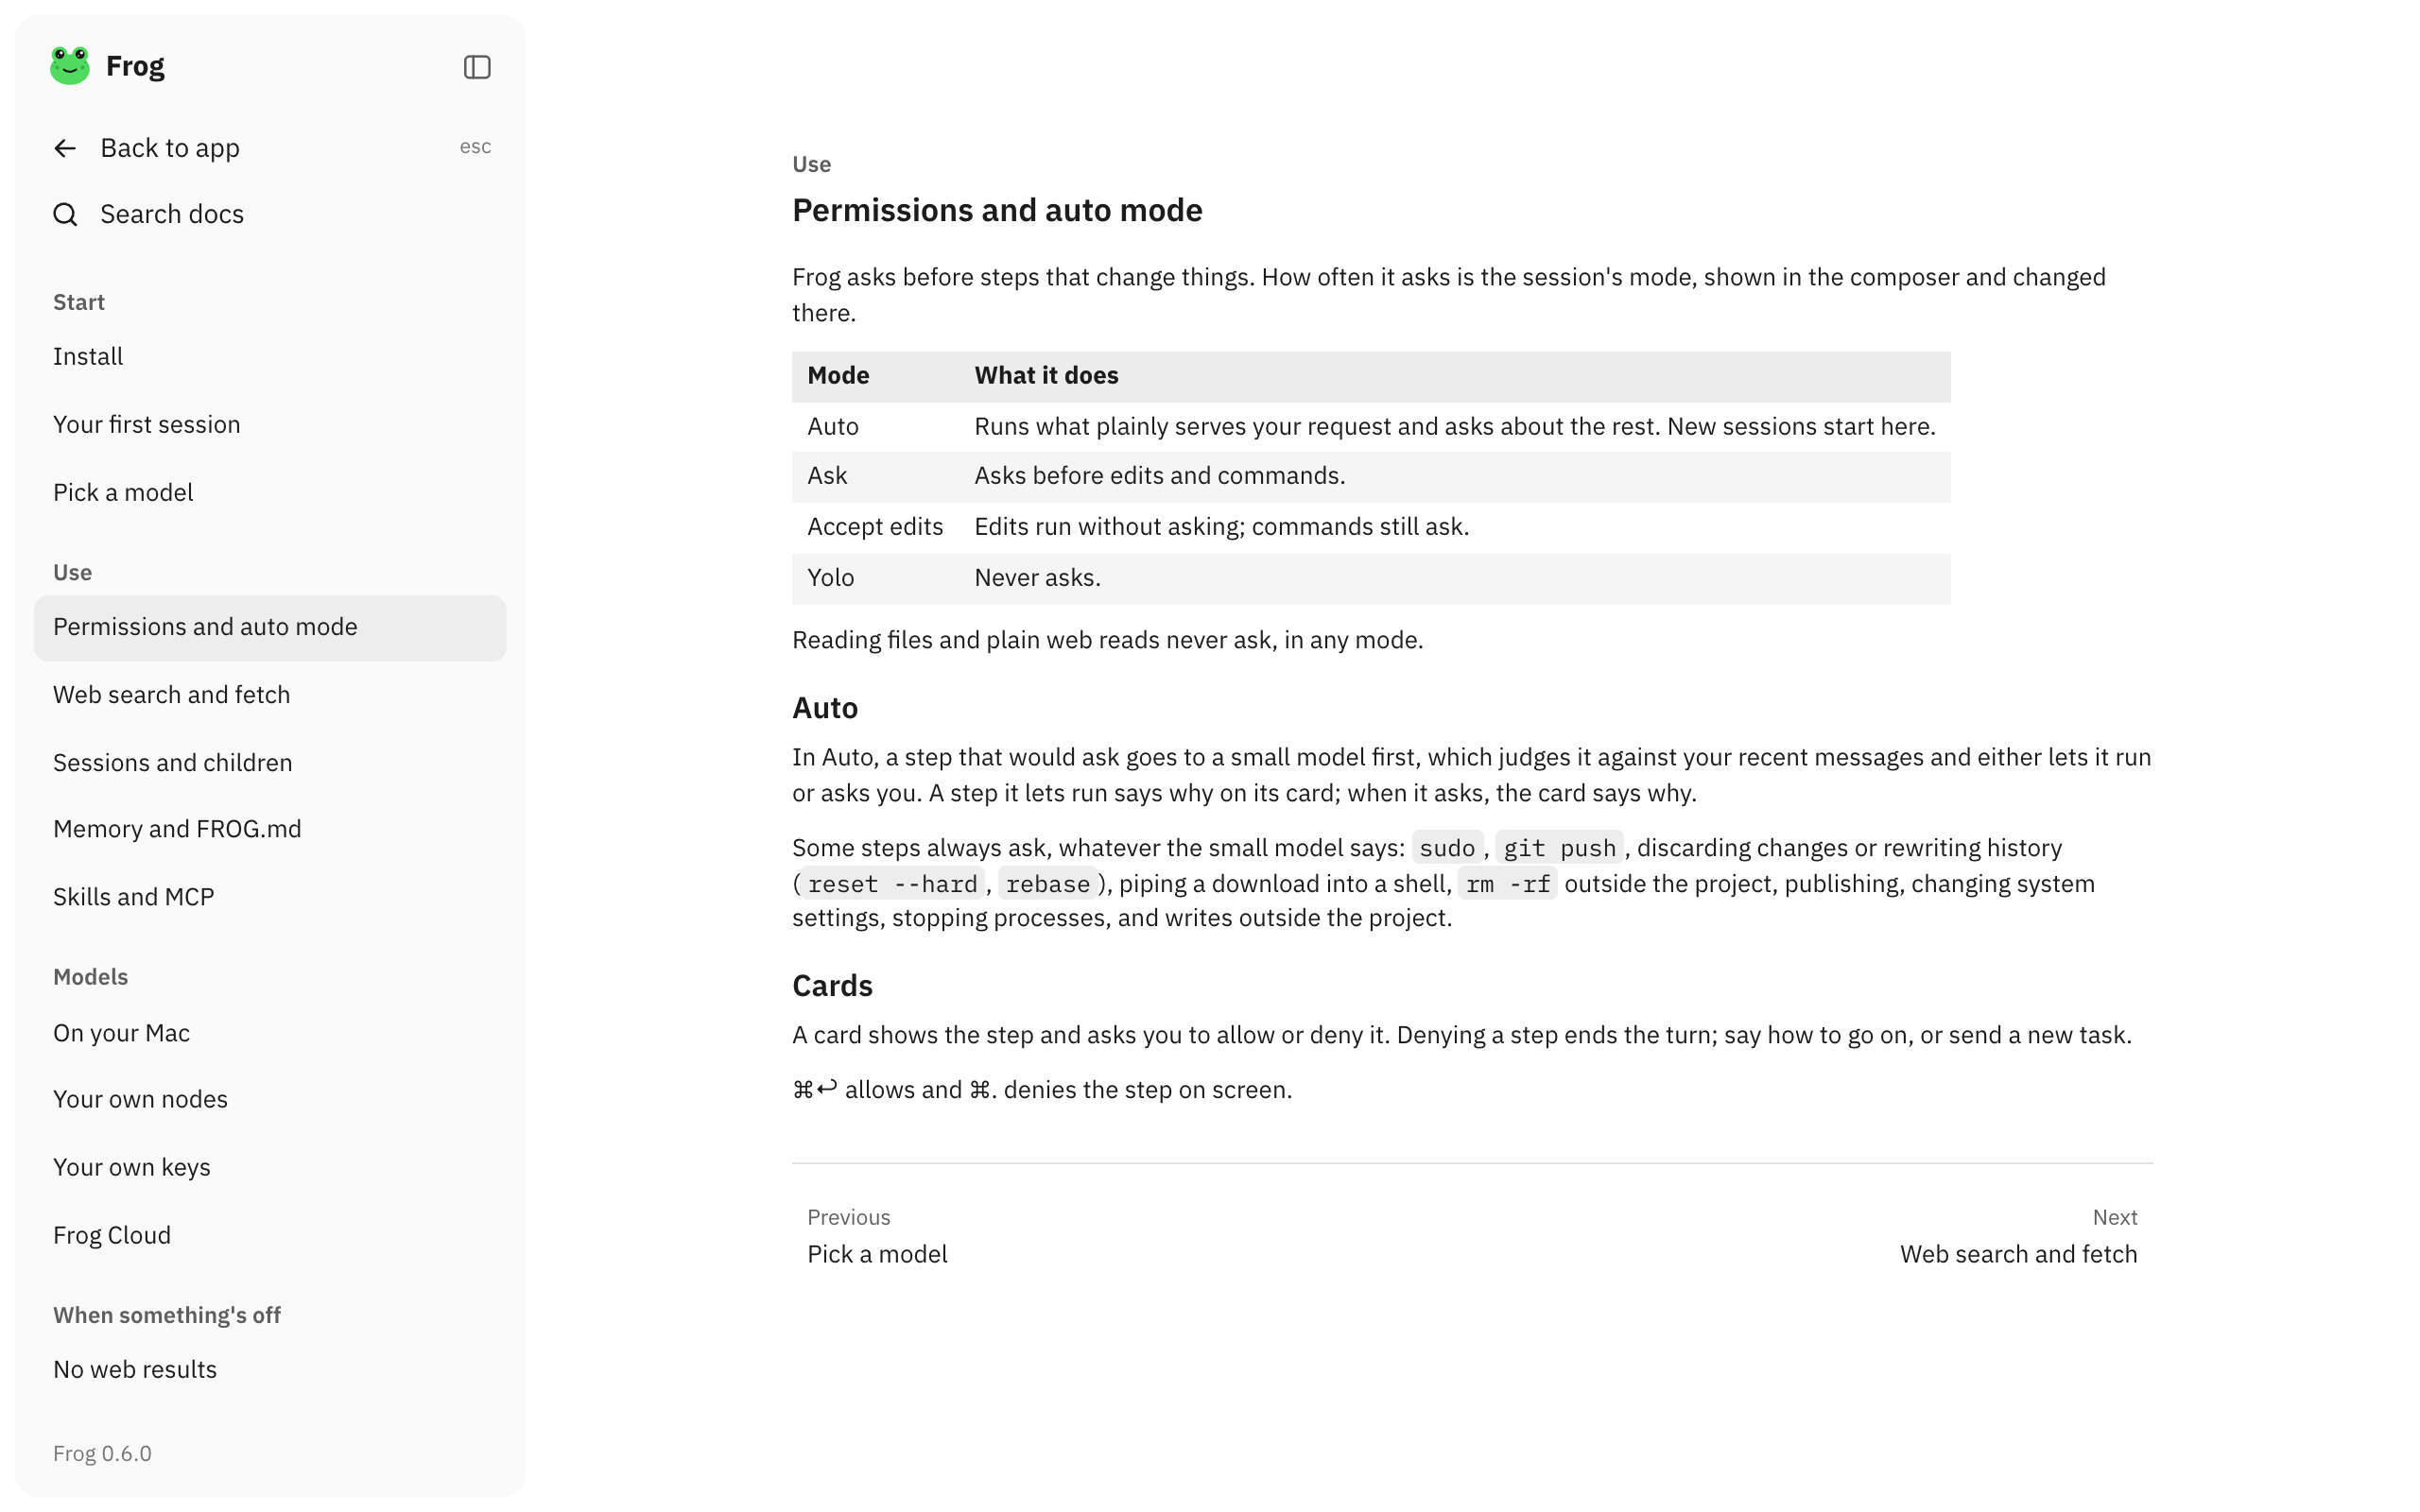 Frog
Back to app
esc
Search docs
Start
Install
Your first session
Pick a model
Use
Permissions and auto mode
Web search and fetch
Sessions and children
Memory and FROG.md
Skills and MCP
Models
On your Mac
Your own nodes
Your own keys
Frog Cloud
When something's off
No web results
Frog 0.6.0
Use
Permissions and auto mode
Frog asks before steps that change things. How often it asks is the session's mode, shown in the composer and changed
there.
Mode What it does
Auto Runs what plainly serves your request and asks about the rest. New sessions start here.
Ask Asks before edits and commands.
Accept edits Edits run without asking; commands still ask.
Yolo Never asks.
Reading files and plain web reads never ask, in any mode.
Auto
In Auto, a step that would ask goes to a small model first, which judges it against your recent messages and either lets it run
or asks you. A step it lets run says why on its card; when it asks, the card says why.
Some steps always ask, whatever the small model says: sudo, git push, discarding changes or rewriting history
(reset --hard, rebase), piping a download into a shell, rm -rf outside the project, publishing, changing system
settings, stopping processes, and writes outside the project.
Cards
A card shows the step and asks you to allow or deny it. Denying a step ends the turn; say how to go on, or send a new task.
⌘↩ allows and ⌘. denies the step on screen.
Previous
Pick a model
Next
Web search and fetch